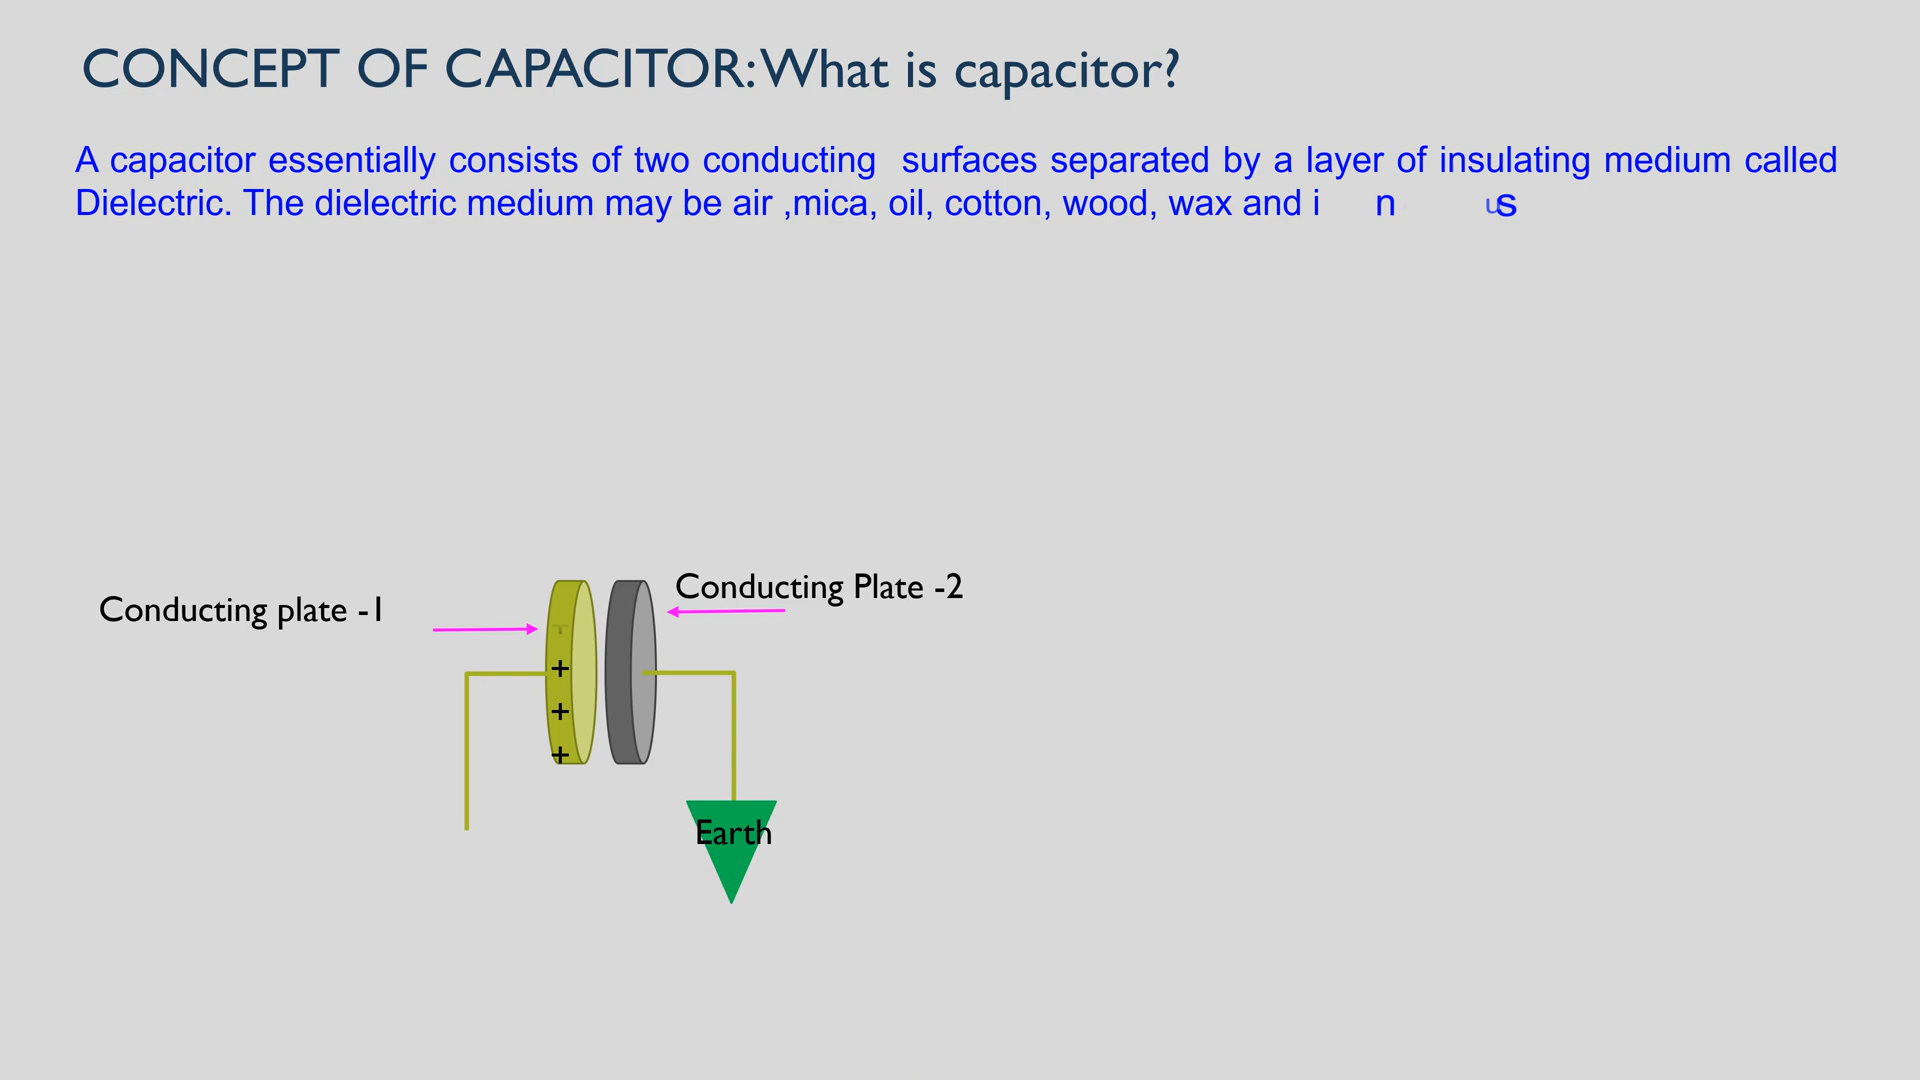 CONCEPT OF CAPACITOR: What is capacitor?
A capacitor essentially consists of two conducting surfaces separated by a layer of insulating medium called
Dielectric. The dielectric medium may be air ,mica, oil, cotton, wood, wax and i n us
Conducting Plate -2
Conducting plate -1
+
+
+
Earth